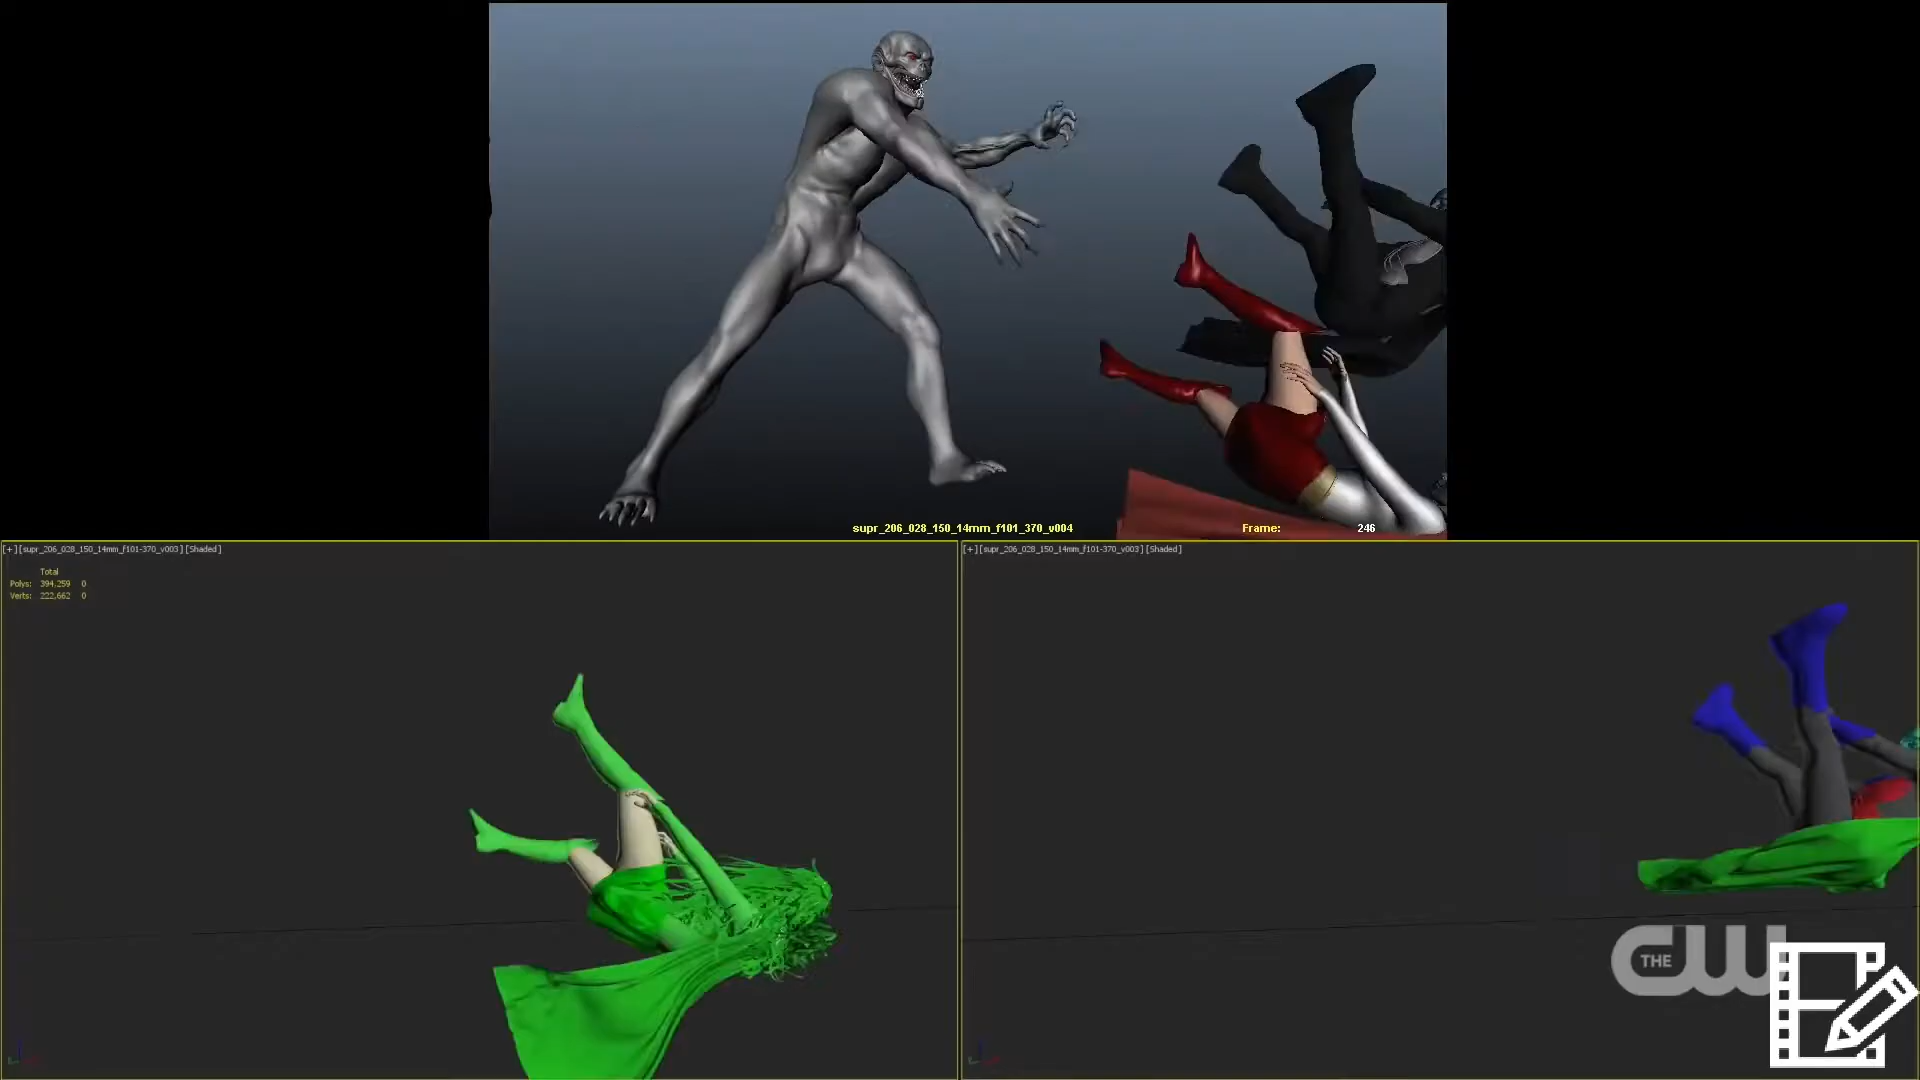 supr_206_028_150_14mm_f101_370_v004
Frame: 246
[+] [supr_206_028_150_14mm_f101-370_v003] [Shaded]
Total
Polys: 394,259 0
Verts: 222,662 0
[+] [supr_206_028_150_14mm_f101-370_v003] [Shaded]
THE CW